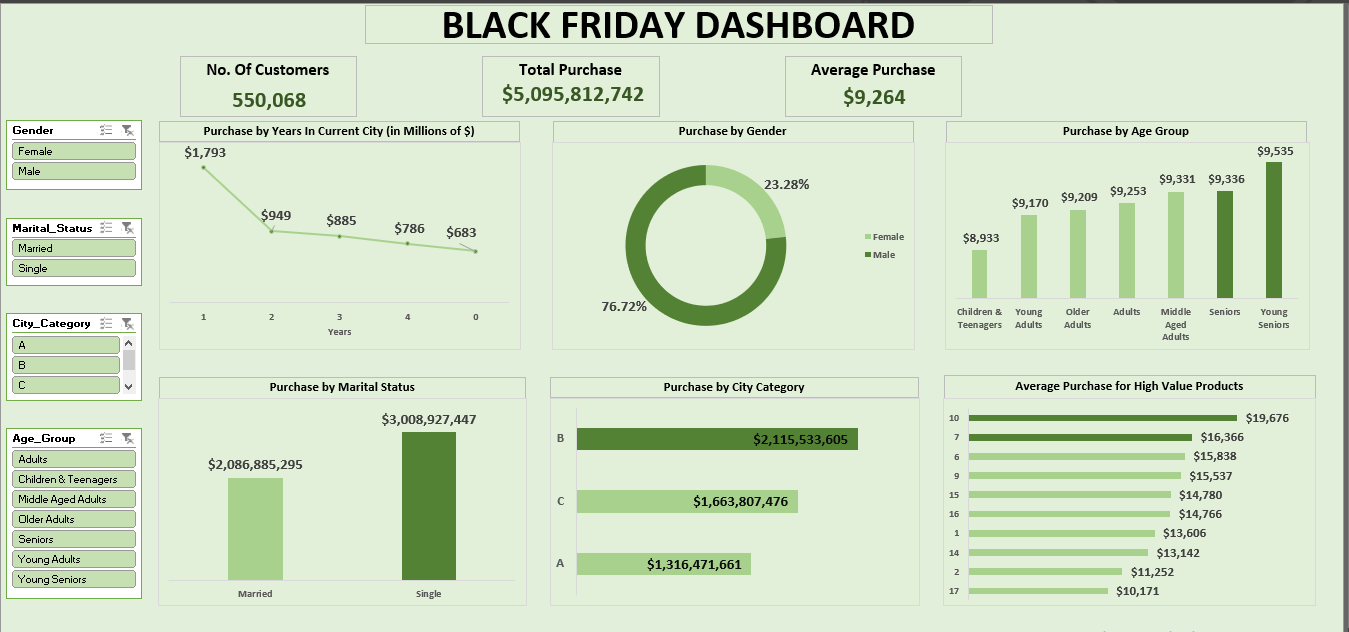 BLACK FRIDAY DASHBOARD
No. Of Customers
550,068
Total Purchase
$5,095,812,742
Average Purchase
$9,264
Gender
Female
Male
Marital_Status
Married
Single
City_Category
A
B
C
Age_Group
Adults
Children & Teenagers
Middle Aged Adults
Older Adults
Seniors
Young Adults
Young Seniors
Purchase by Years In Current City (in Millions of $)
$1,793
$949
$885
$786
$683
1 2 3 4 0
Years
Purchase by Gender
23.28%
76.72%
Female
Male
Purchase by Age Group
$8,933
$9,170
$9,209
$9,253
$9,331
$9,336
$9,535
Children &
Teenagers
Young
Adults
Older
Adults
Adults
Middle
Aged
Adults
Seniors
Young
Seniors
Purchase by Marital Status
$2,086,885,295
$3,008,927,447
Married
Single
Purchase by City Category
B $2,115,533,605
C $1,663,807,476
A $1,316,471,661
Average Purchase for High Value Products
10 $19,676
7 $16,366
6 $15,838
9 $15,537
15 $14,780
16 $14,766
1 $13,606
14 $13,142
2 $11,252
17 $10,171